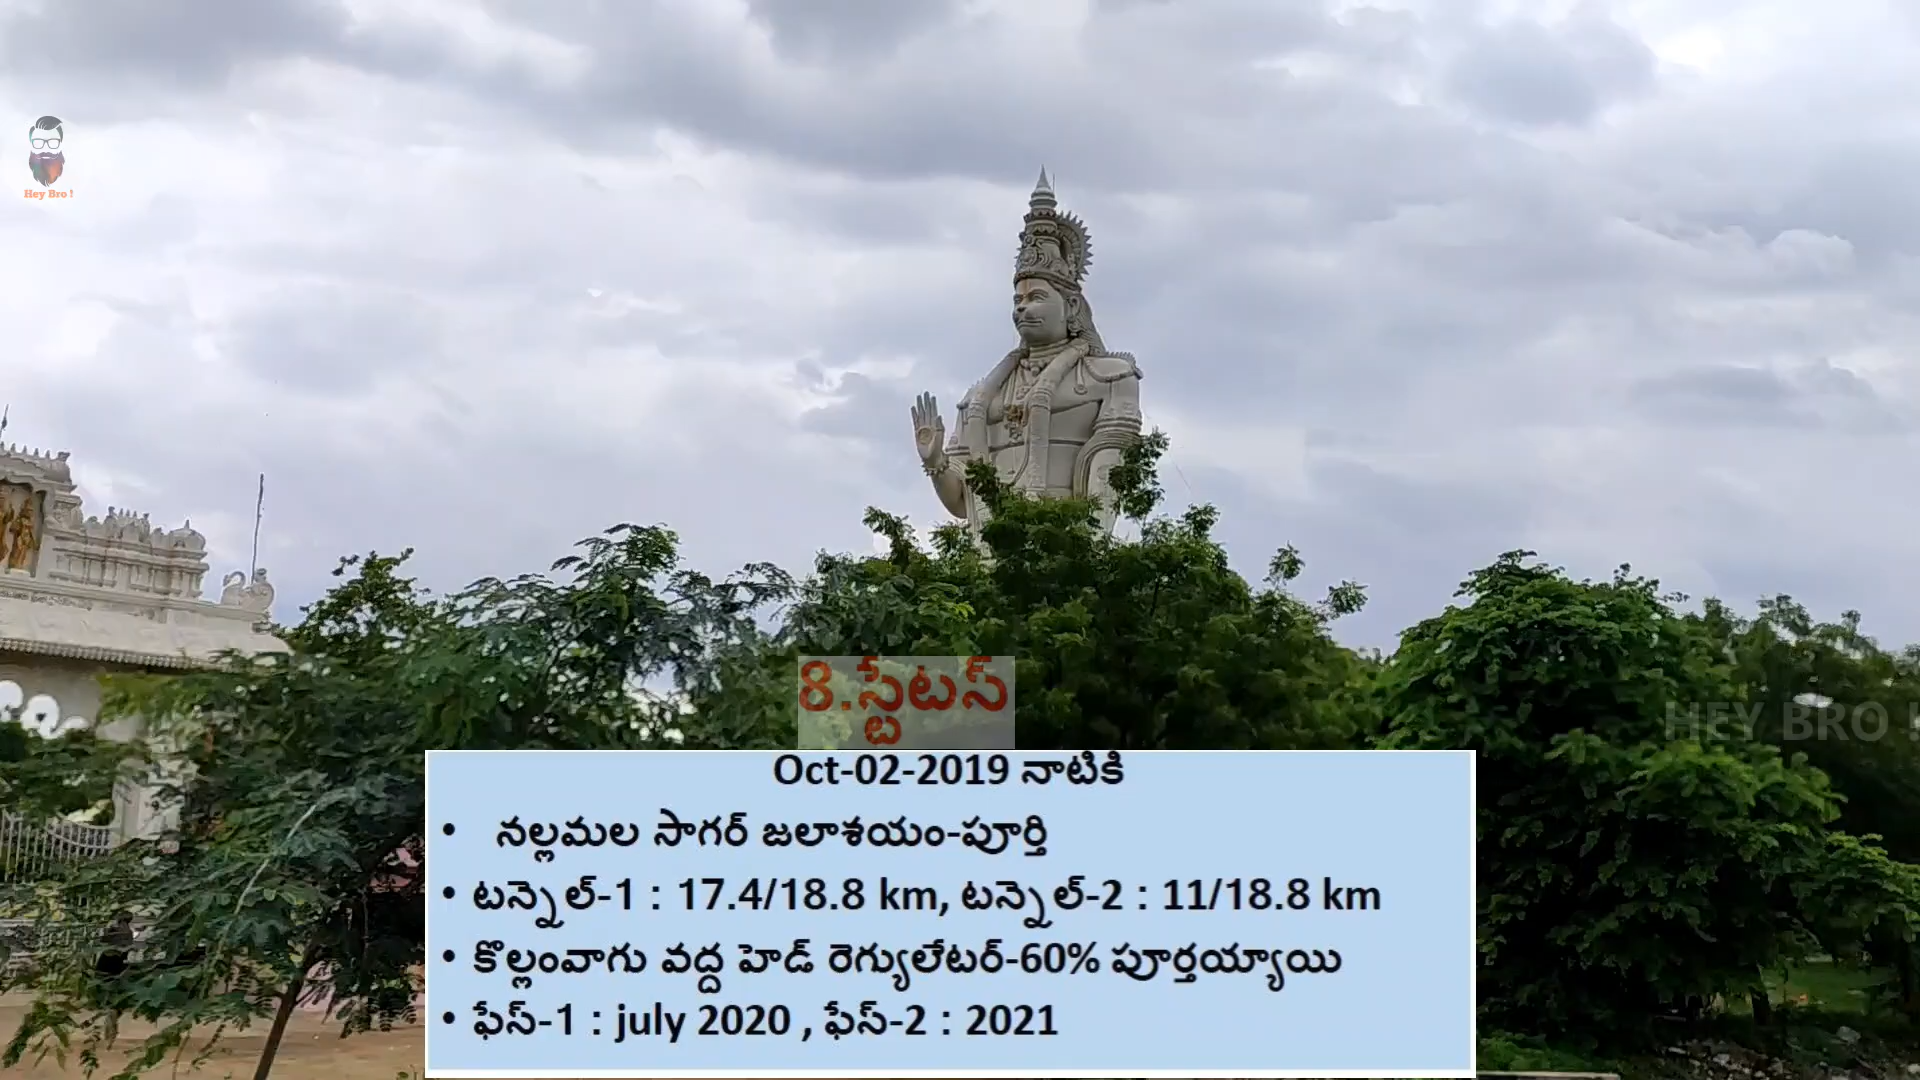 Hey Bro !
8.స్టేటస్
HEY BRO !
Oct-02-2019 నాటికి
• నల్లమల సాగర్ జలాశయం-పూర్తి
• టన్నెల్-1 : 17.4/18.8 km, టన్నెల్-2 : 11/18.8 km
• కొల్లంవాగు వద్ద హెడ్ రెగ్యులేటర్-60% పూర్తయ్యాయి
• ఫేస్-1 : july 2020 , ఫేస్-2 : 2021